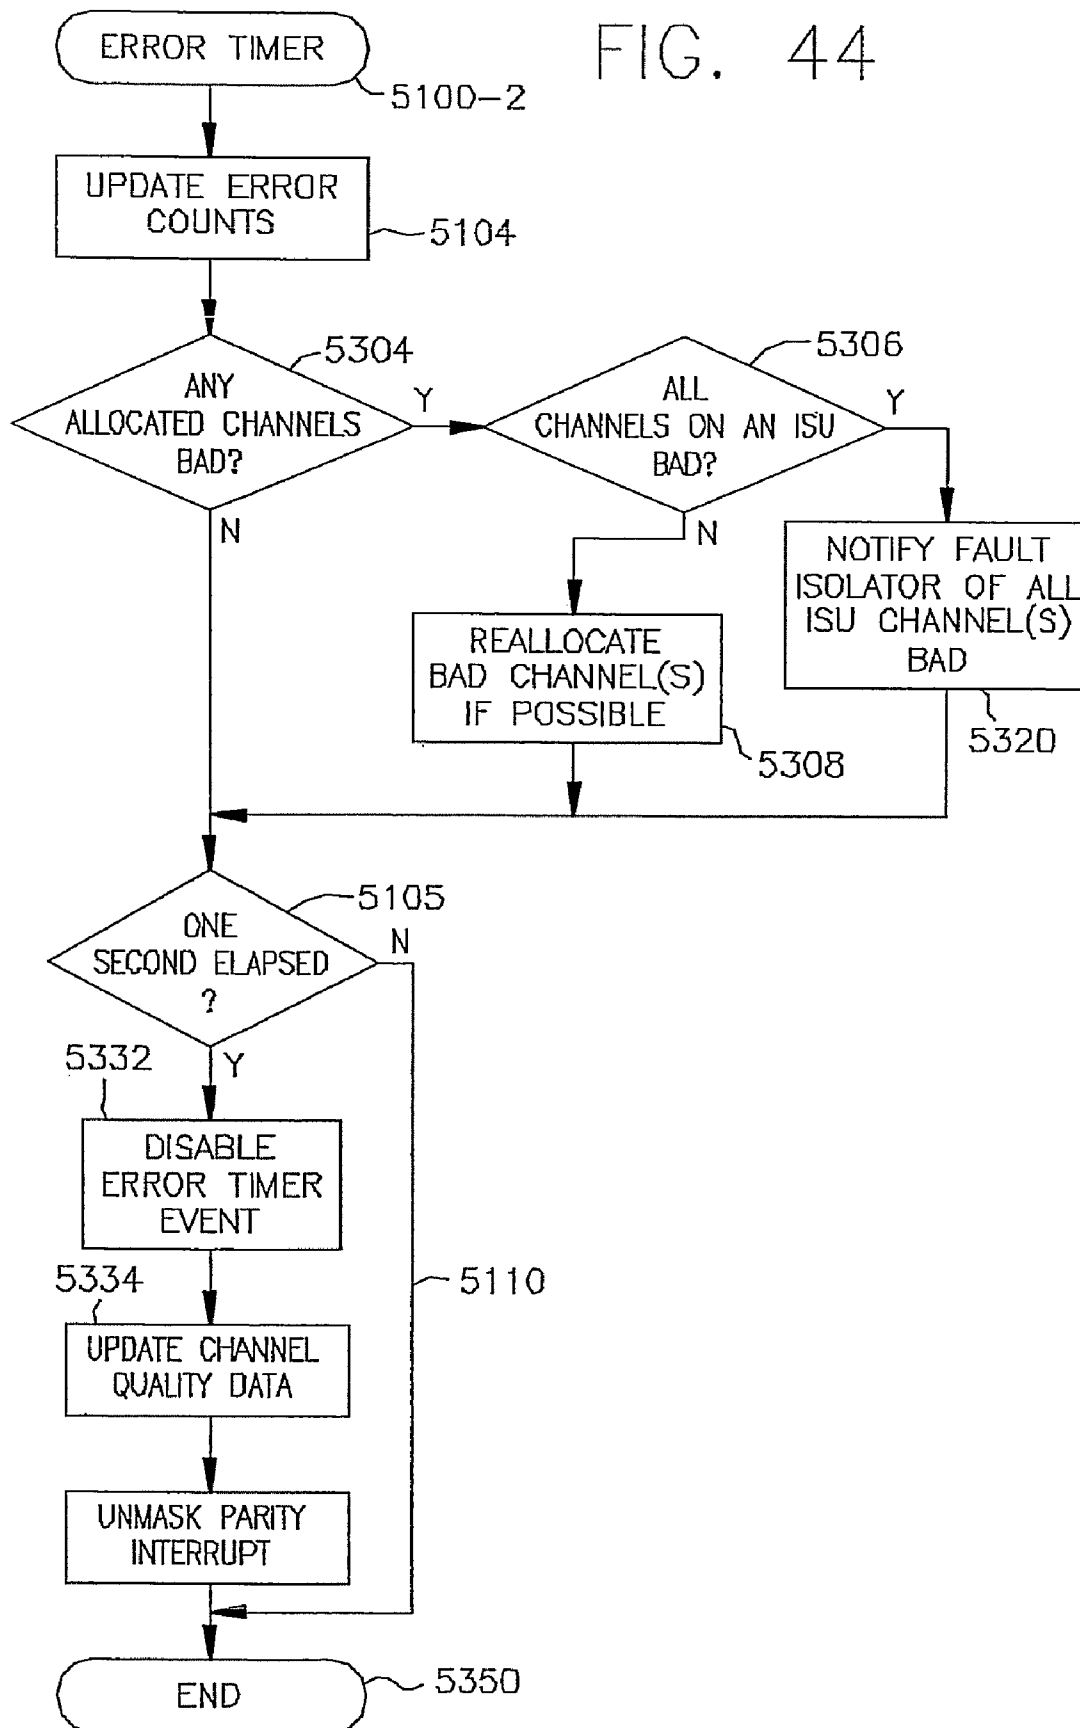 FIG. 44
ERROR TIMER
5100-2
UPDATE ERROR
COUNTS
5104
5304
ANY
ALLOCATED CHANNELS
BAD?
Y
N
5306
ALL
CHANNELS ON AN ISU
BAD?
Y
N
NOTIFY FAULT
ISOLATOR OF ALL
ISU CHANNEL(S)
BAD
5320
REALLOCATE
BAD CHANNEL(S)
IF POSSIBLE
5308
5105
ONE
SECOND ELAPSED
?
N
Y
5332
DISABLE
ERROR TIMER
EVENT
5110
5334
UPDATE CHANNEL
QUALITY DATA
UNMASK PARITY
INTERRUPT
END
5350